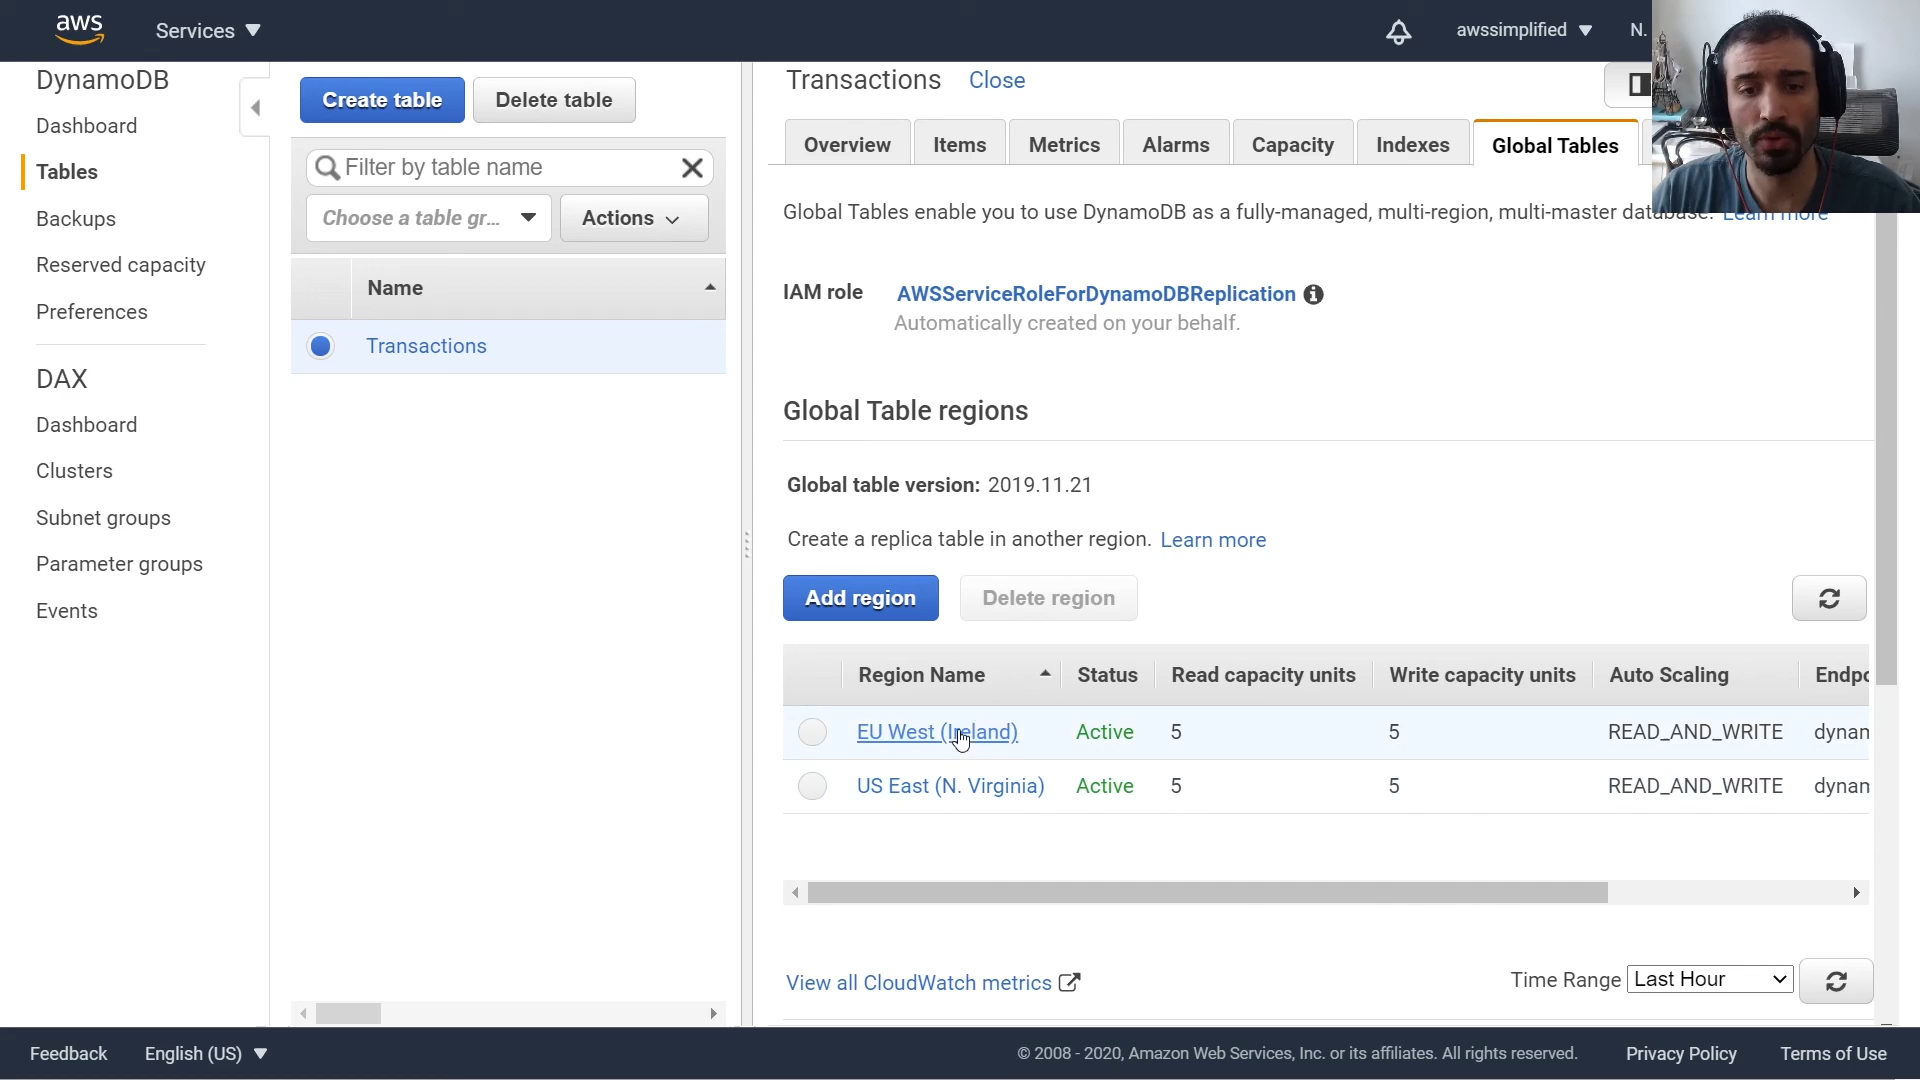 aws
Services
awssimplified
N.
DynamoDB
Dashboard
Tables
Backups
Reserved capacity
Preferences
DAX
Dashboard
Clusters
Subnet groups
Parameter groups
Events
Create table
Delete table
Filter by table name
Choose a table gr...
Actions
Name
Transactions
Transactions Close
Overview
Items
Metrics
Alarms
Capacity
Indexes
Global Tables
Global Tables enable you to use DynamoDB as a fully-managed, multi-region, multi-master database. Learn more
IAM role AWSServiceRoleForDynamoDBReplication
Automatically created on your behalf.
Global Table regions
Global table version: 2019.11.21
Create a replica table in another region. Learn more
Add region
Delete region
Region Name Status Read capacity units Write capacity units Auto Scaling Endpo
EU West (Ireland) Active 5 5 READ_AND_WRITE dynam
US East (N. Virginia) Active 5 5 READ_AND_WRITE dynam
View all CloudWatch metrics
Time Range Last Hour
Feedback
English (US)
© 2008 - 2020, Amazon Web Services, Inc. or its affiliates. All rights reserved.
Privacy Policy
Terms of Use